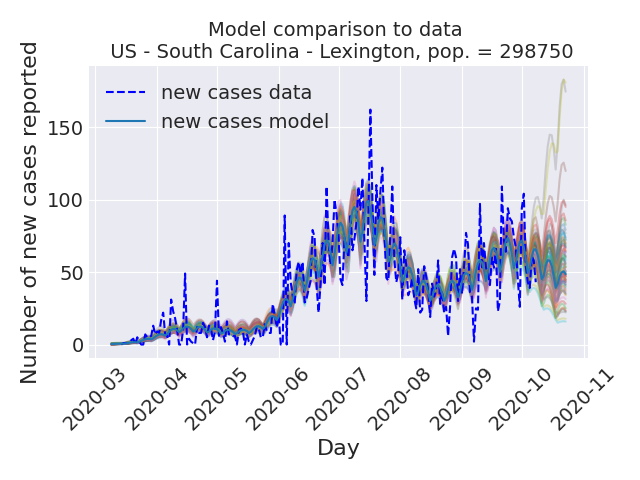 Model comparison to data
US - South Carolina - Lexington, pop. = 298750
Number of new cases reported
new cases data
new cases model
150
100
50
0
2020-03
2020-04
2020-05
2020-06
2020-07
2020-08
2020-09
2020-10
2020-11
Day